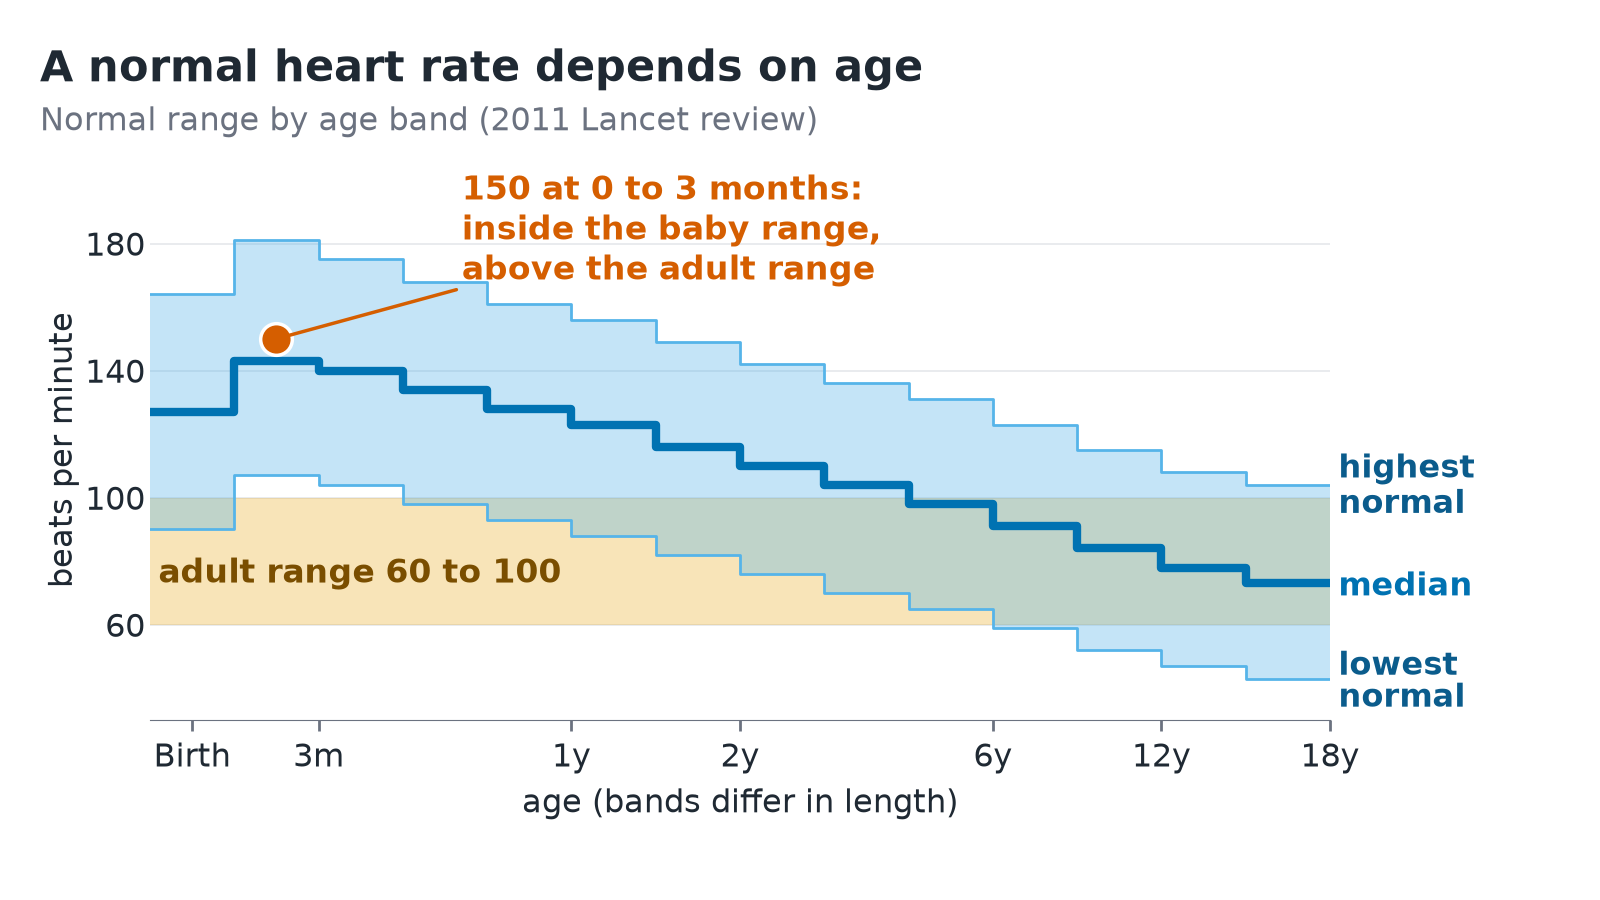 A normal heart rate depends on age
Normal range by age band (2011 Lancet review)
150 at 0 to 3 months:
inside the baby range,
above the adult range
180
140
100
60
beats per minute
adult range 60 to 100
highest
normal
median
lowest
normal
Birth 3m 1y 2y 6y 12y 18y
age (bands differ in length)